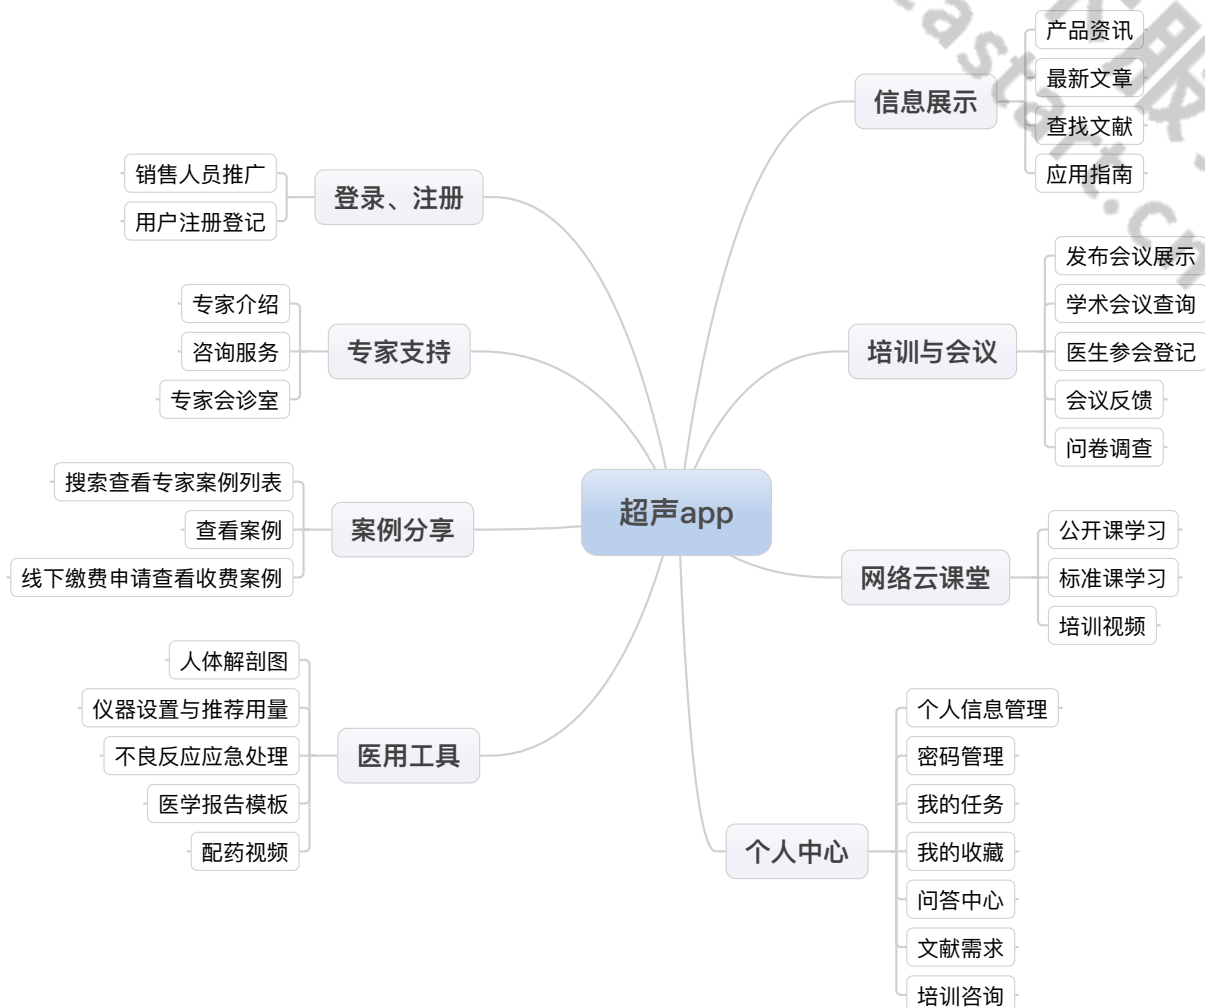 超声app
信息展示
产品资讯
最新文章
查找文献
应用指南
培训与会议
发布会议展示
学术会议查询
医生参会登记
会议反馈
问卷调查
网络云课堂
公开课学习
标准课学习
培训视频
个人中心
个人信息管理
密码管理
我的任务
我的收藏
问答中心
文献需求
培训咨询
登录、注册
销售人员推广
用户注册登记
专家支持
专家介绍
咨询服务
专家会诊室
案例分享
搜索查看专家案例列表
查看案例
线下缴费申请查看收费案例
医用工具
人体解剖图
仪器设置与推荐用量
不良反应应急处理
医学报告模板
配药视频